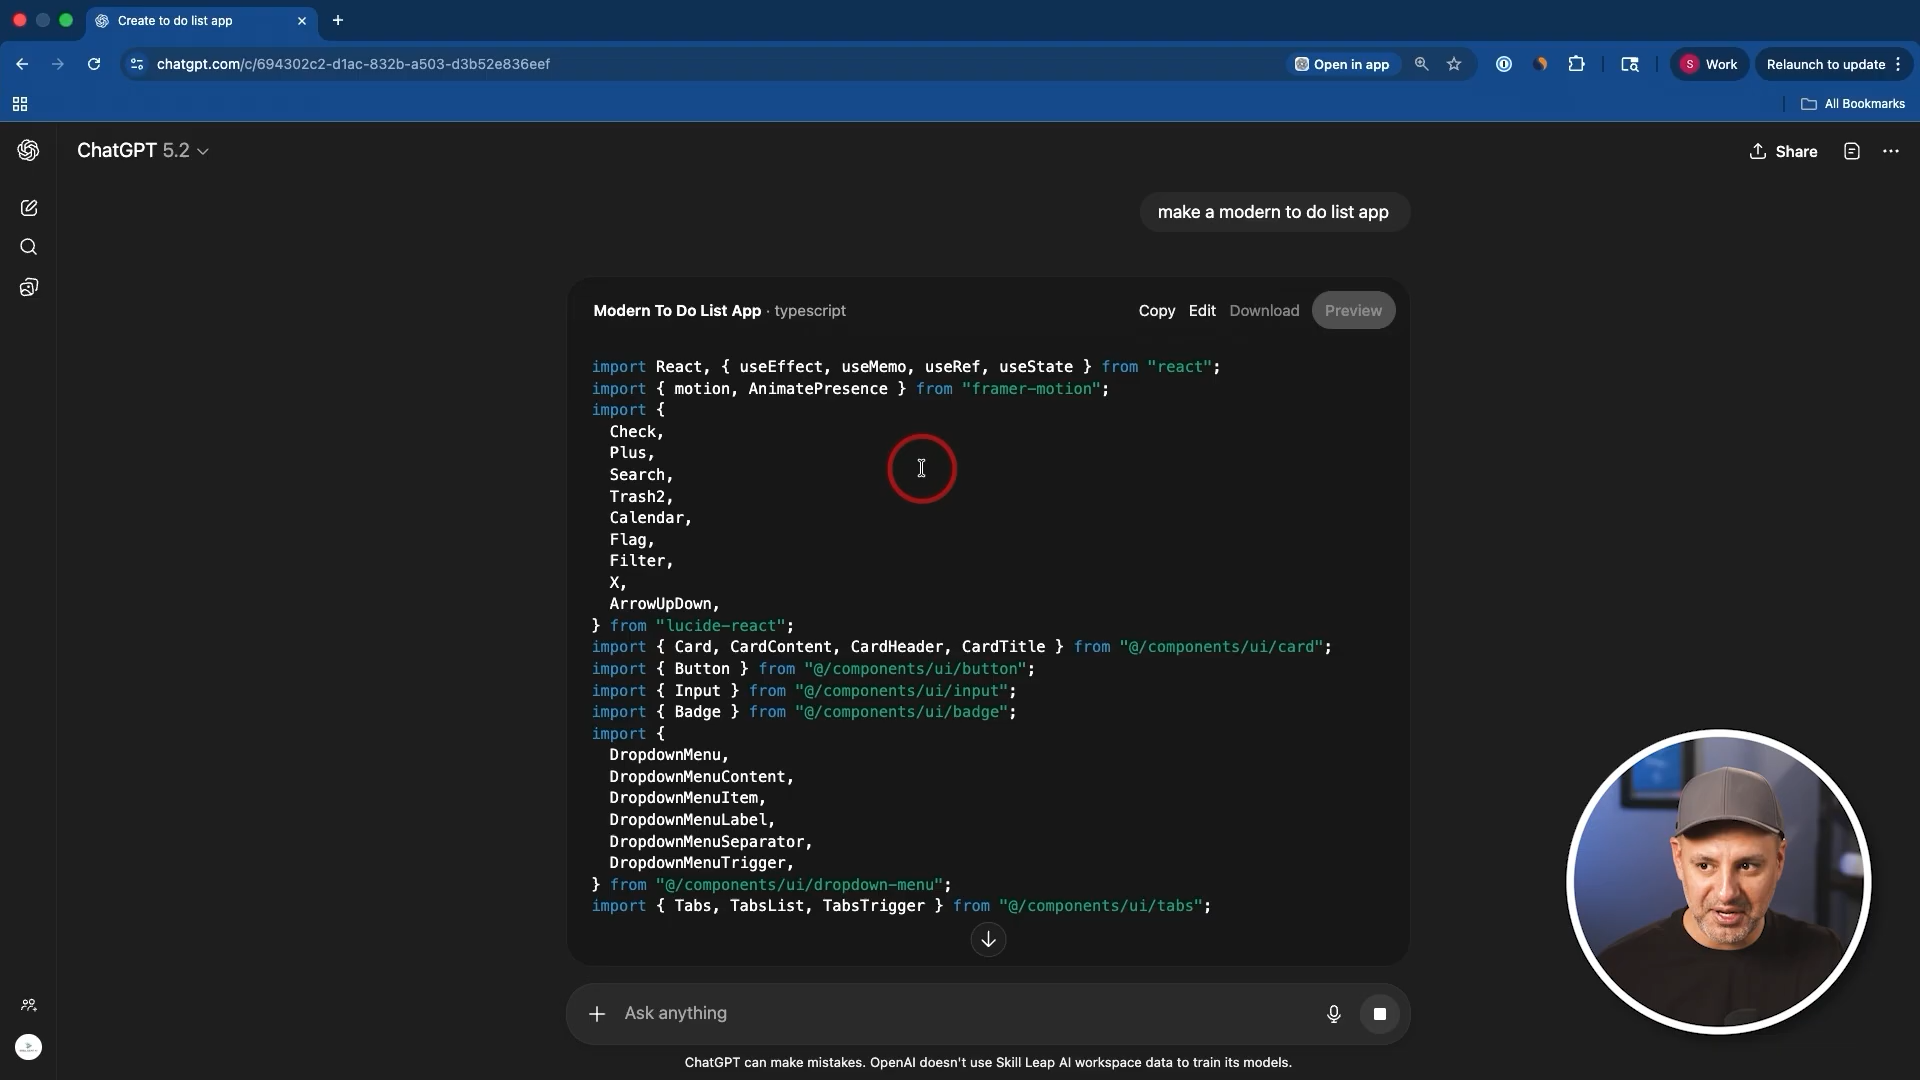 Create to do list app
chatgpt.com/c/694302c2-d1ac-832b-a503-d3b52e836eef
Open in app
S Work
Relaunch to update
All Bookmarks
ChatGPT 5.2
Share
make a modern to do list app
Modern To Do List App · typescript
Copy Edit Download Preview
import React, { useEffect, useMemo, useRef, useState } from "react";
import { motion, AnimatePresence } from "framer-motion";
import {
Check,
Plus,
Search,
Trash2,
Calendar,
Flag,
Filter,
X,
ArrowUpDown,
} from "lucide-react";
import { Card, CardContent, CardHeader, CardTitle } from "@/components/ui/card";
import { Button } from "@/components/ui/button";
import { Input } from "@/components/ui/input";
import { Badge } from "@/components/ui/badge";
import {
DropdownMenu,
DropdownMenuContent,
DropdownMenuItem,
DropdownMenuLabel,
DropdownMenuSeparator,
DropdownMenuTrigger,
} from "@/components/ui/dropdown-menu";
import { Tabs, TabsList, TabsTrigger } from "@/components/ui/tabs";
Ask anything
ChatGPT can make mistakes. OpenAI doesn't use Skill Leap AI workspace data to train its models.